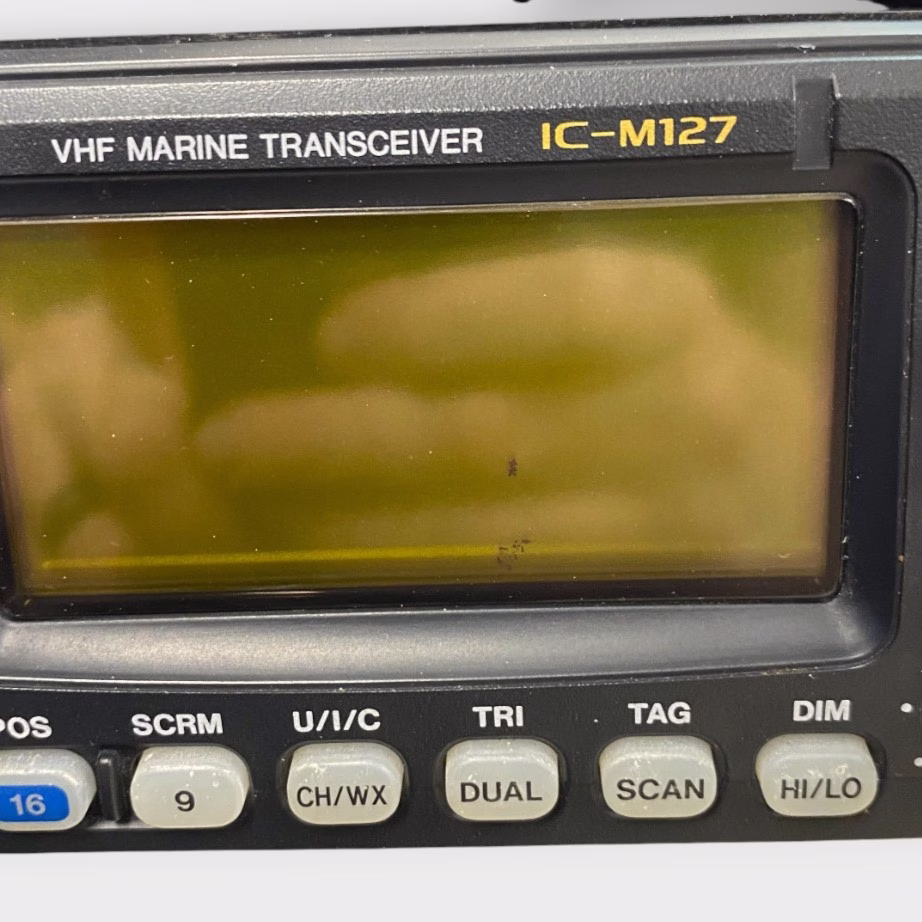 VHF MARINE TRANSCEIVER IC-M127
POS SCRM U/I/C TRI TAG DIM
16 9 CH/WX DUAL SCAN HI/LO